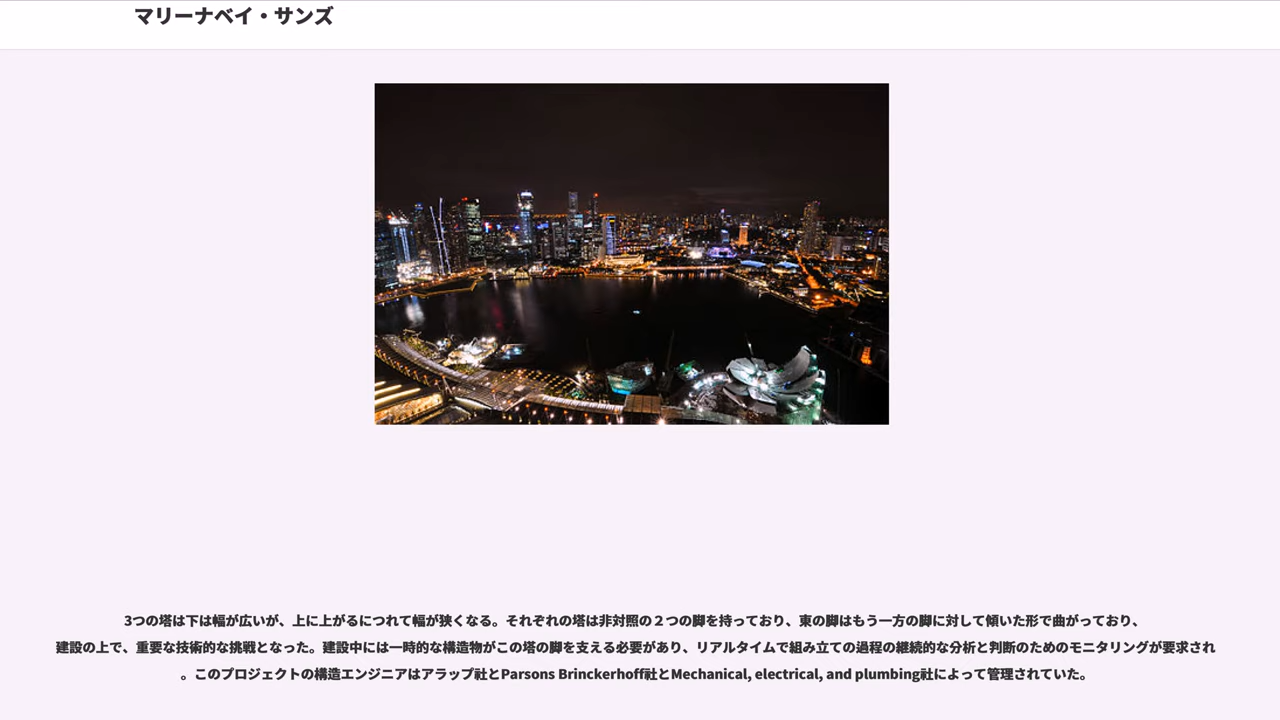 マリーナベイ・サンズ
3つの塔は下は幅が広いが、上に上がるにつれて幅が狭くなる。それぞれの塔は非対照の２つの脚を持っており、東の脚はもう一方の脚に対して傾いた形で曲がっており、
建設の上で、重要な技術的な挑戦となった。建設中には一時的な構造物がこの塔の脚を支える必要があり、リアルタイムで組み立ての過程の継続的な分析と判断のためのモニタリングが要求され
。このプロジェクトの構造エンジニアはアラップ社とParsons Brinckerhoff社とMechanical, electrical, and plumbing社によって管理されていた。